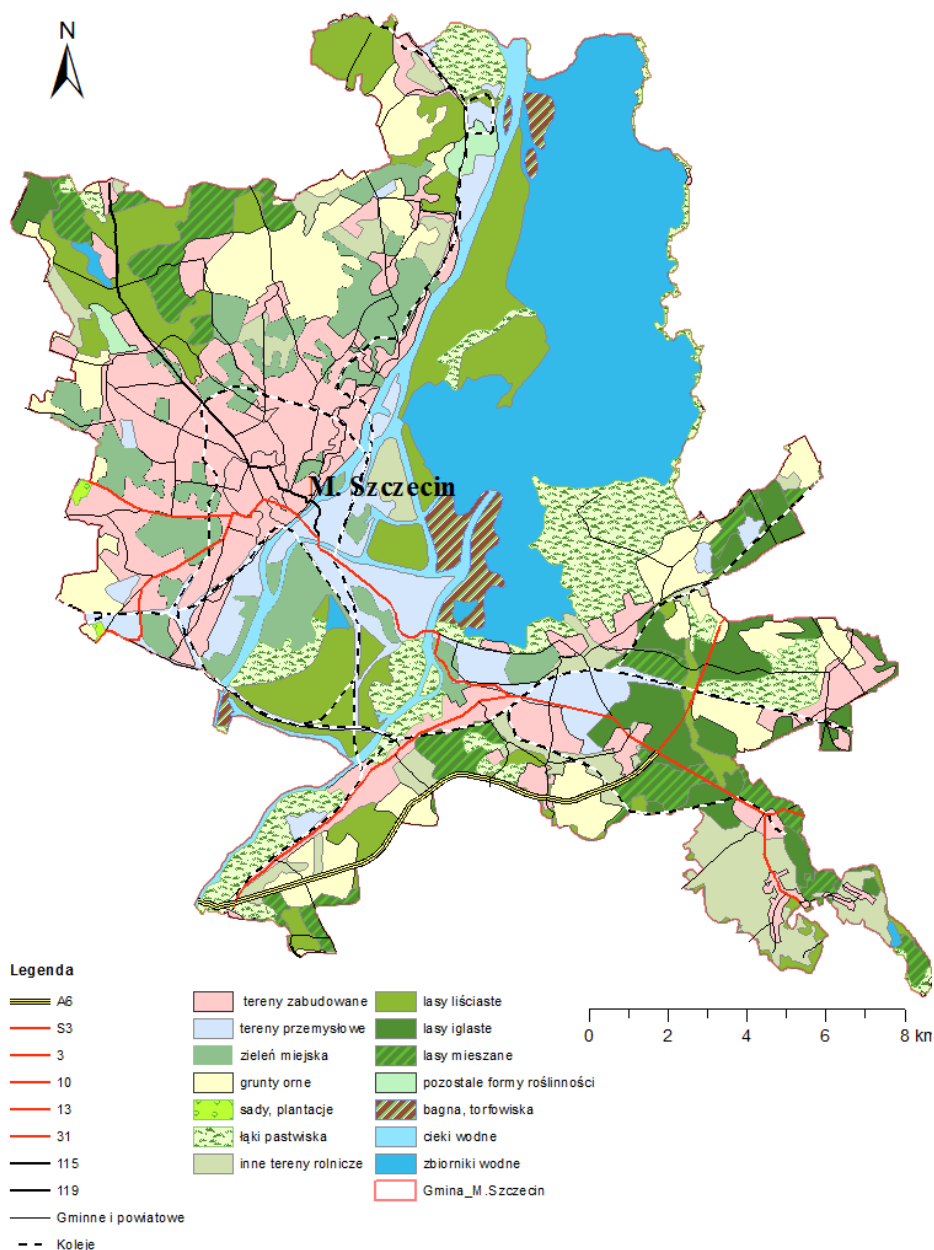 N
M. Szczecin
Legenda
A6
S3
3
10
13
31
115
119
Gminne i powiatowe
Koleje
tereny zabudowane
tereny przemysłowe
zieleń miejska
grunty orne
sady, plantacje
łąki pastwiska
inne tereny rolnicze
lasy liściaste
lasy iglaste
lasy mieszane
pozostałe formy roślinności
bagna, torfowiska
cieki wodne
zbiorniki wodne
Gmina_M.Szczecin
0 2 4 6 8 km